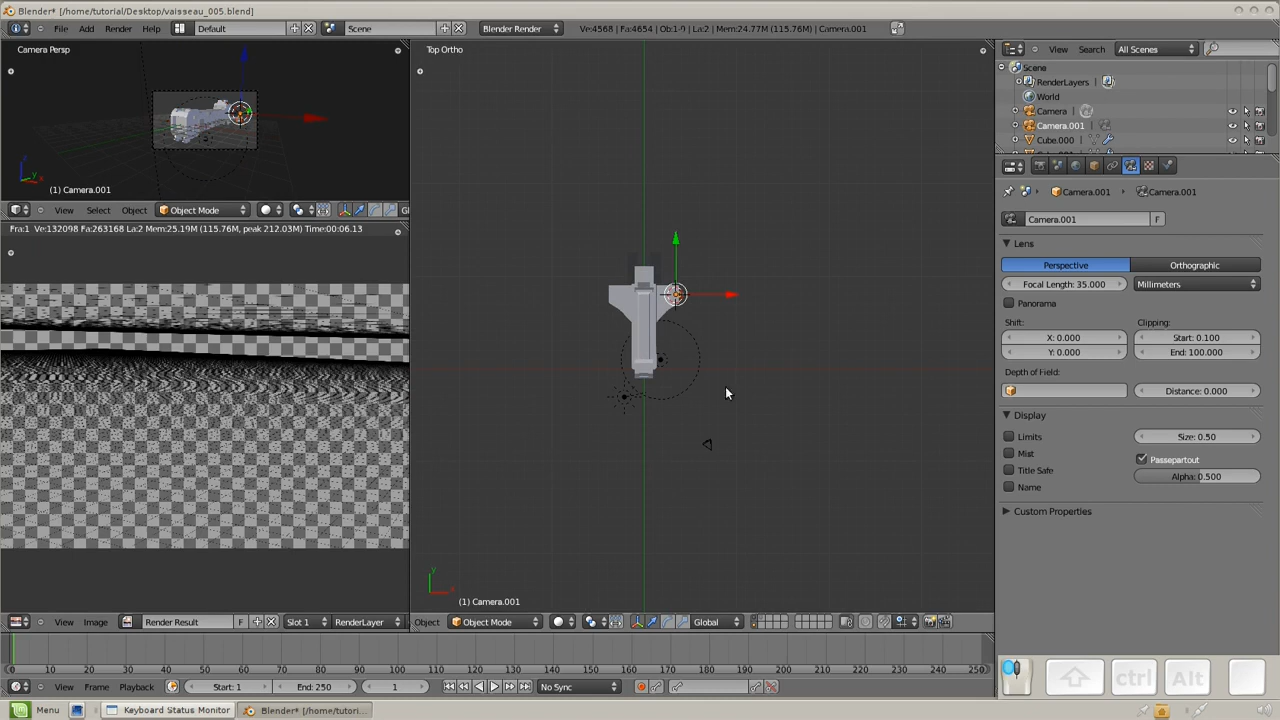 Blender* [/home/tutorial/Desktop/vaisseau_005.blend]
File Add Render Help Default Scene Blender Render Ve:4568 | Fa:4654 | Ob:1-9 | La:2 | Mem:24.77M (115.76M) | Camera.001
Camera Persp
(1) Camera.001
View Select Object Object Mode Gl
Fra:1 Ve:132098 Fa:263168 La:2 Mem:25.19M (115.76M, peak 212.03M) Time:00:06.13
View Image Render Result F Slot 1 RenderLayer
Top Ortho
(1) Camera.001
Object Object Mode Global
View Search All Scenes
Scene
RenderLayers
World
Camera
Camera.001
Cube.000
Camera.001 Camera.001
Camera.001 F
Lens
Perspective Orthographic
Focal Length: 35.000 Millimeters
Panorama
Shift: Clipping:
X: 0.000 Start: 0.100
Y: 0.000 End: 100.000
Depth of Field:
Distance: 0.000
Display
Limits Size: 0.50
Mist Passepartout
Title Safe Alpha: 0.500
Name
Custom Properties
0 10 20 30 40 50 60 70 80 90 100 110 120 130 140 150 160 170 180 190 200 210 220 230 240 250
View Frame Playback Start: 1 End: 250 1 No Sync
ctrl Alt
Menu Keyboard Status Monitor Blender* [/home/tutori...